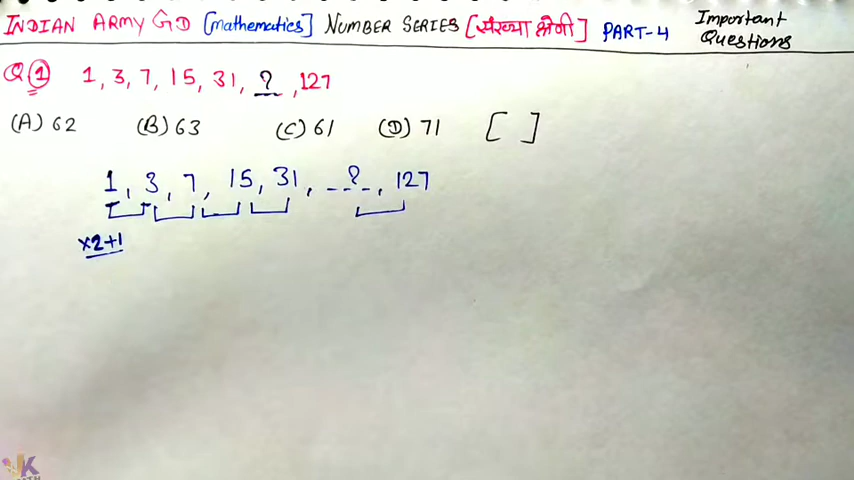 INDIAN ARMY GD [mathematics] NUMBER SERIES [संख्या श्रेणी] PART-4 Important Questions
Q① 1, 3, 7, 15, 31, ?, 127
(A) 62 (B) 63 (C) 61 (D) 71 [ ]
1, 3, 7, 15, 31, ---?-, 127
×2+1